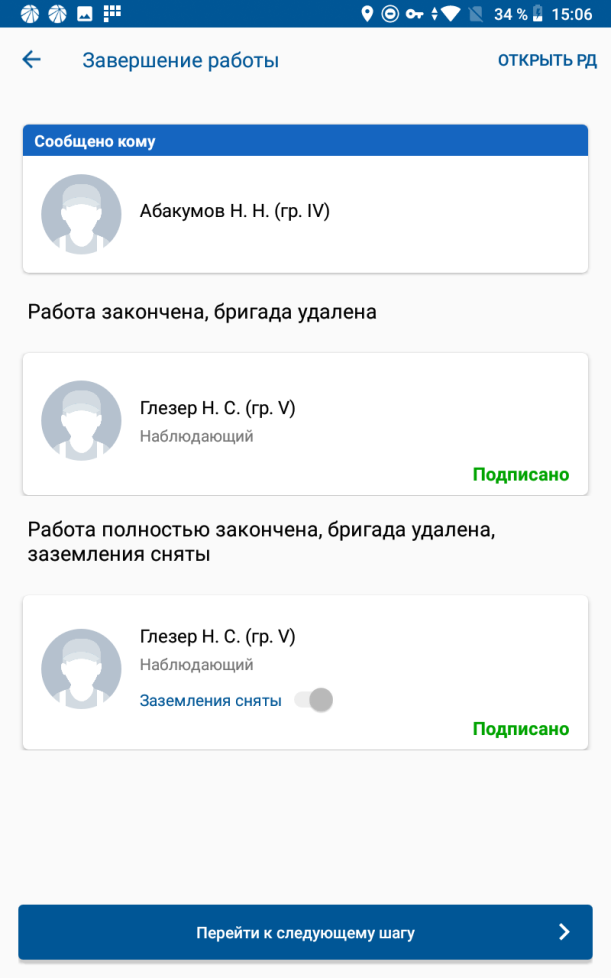 34 % 15:06
Завершение работы
ОТКРЫТЬ РД
Сообщено кому
Абакумов Н. Н. (гр. IV)
Работа закончена, бригада удалена
Глезер Н. С. (гр. V)
Наблюдающий
Подписано
Работа полностью закончена, бригада удалена,
заземления сняты
Глезер Н. С. (гр. V)
Наблюдающий
Заземления сняты
Подписано
Перейти к следующему шагу